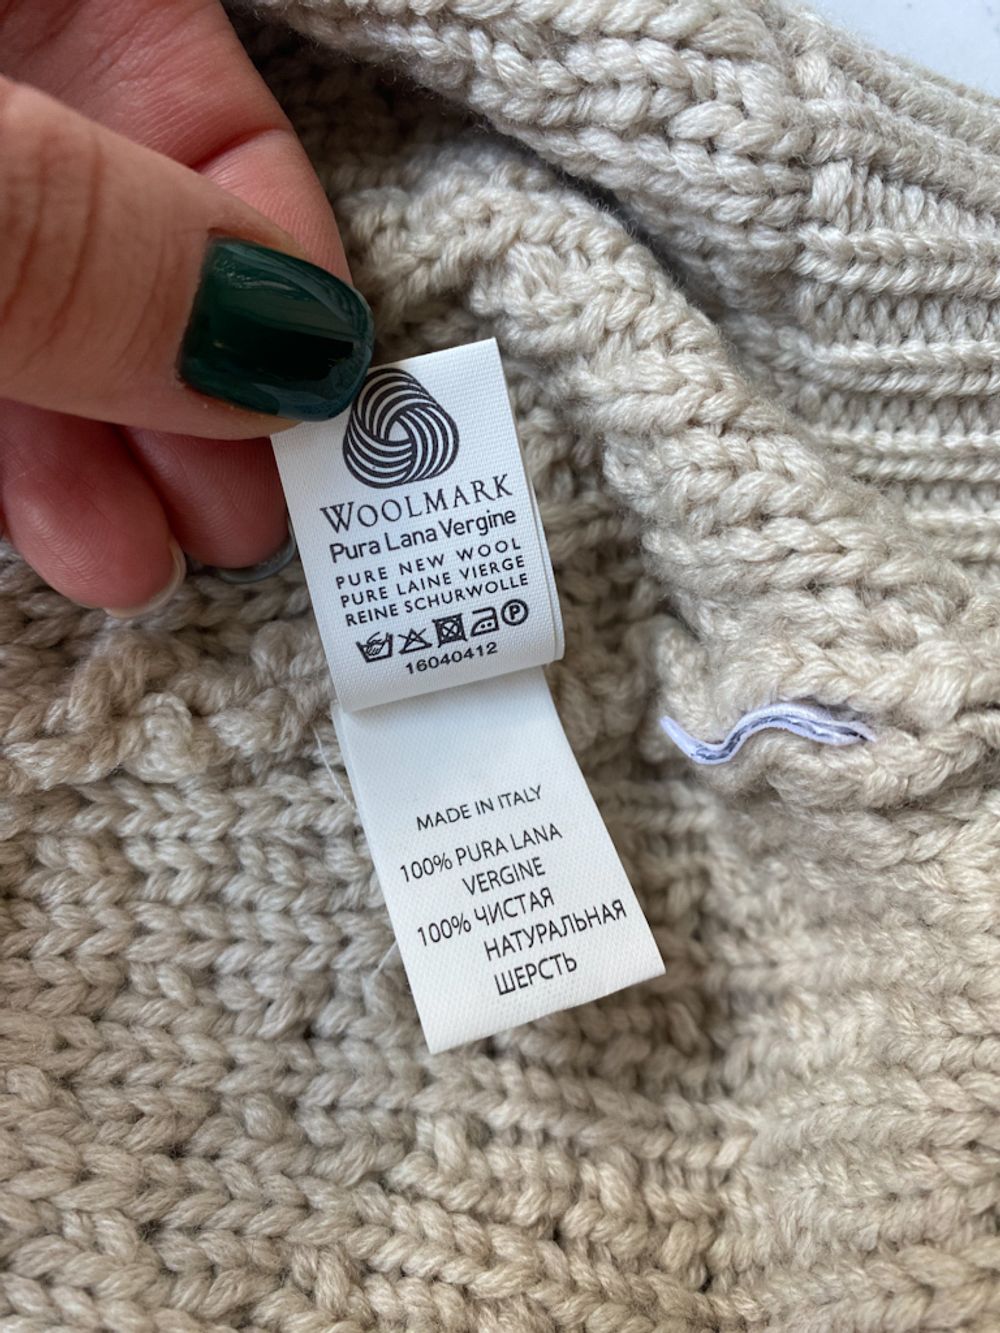 WOOLMARK
Pura Lana Vergine
PURE NEW WOOL
PURE LAINE VIERGE
REINE SCHURWOLLE
P
16040412
MADE IN ITALY
100% PURA LANA
VERGINE
100% ЧИСТАЯ
НАТУРАЛЬНАЯ
ШЕРСТЬ